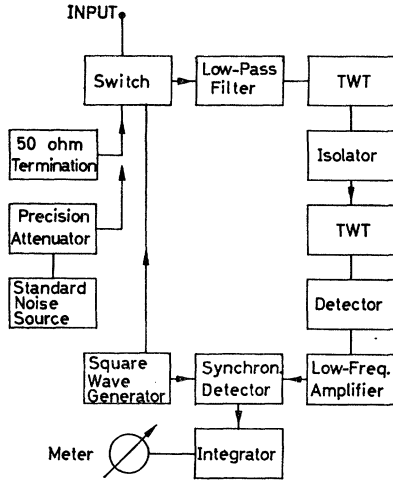 INPUT
Switch
Low-Pass
Filter
TWT
50 ohm
Termination
Isolator
Precision
Attenuator
TWT
Standard
Noise
Source
Detector
Square
Wave
Generator
Synchron.
Detector
Low-Freq.
Amplifier
Meter
Integrator